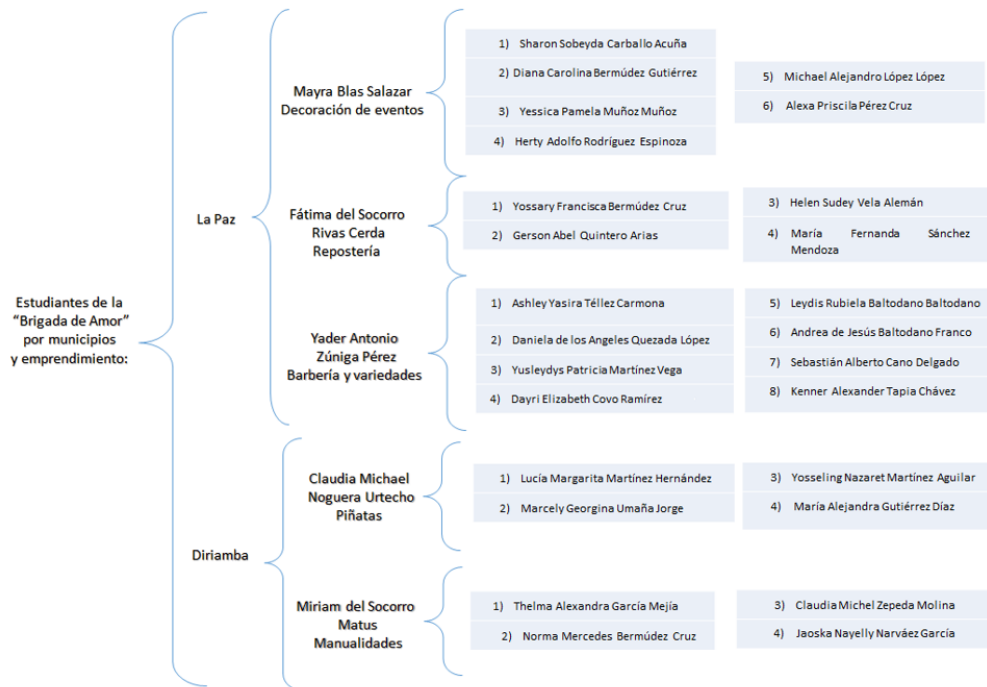 Estudiantes de la
“Brigada de Amor”
por municipios
y emprendimiento:
La Paz
Mayra Blas Salazar
Decoración de eventos
1) Sharon Sobeyda Carballo Acuña
2) Diana Carolina Bermúdez Gutiérrez
3) Yessica Pamela Muñoz Muñoz
4) Herty Adolfo Rodríguez Espinoza
5) Michael Alejandro López López
6) Alexa Priscila Pérez Cruz
Fátima del Socorro
Rivas Cerda
Repostería
1) Yossary Francisca Bermúdez Cruz
2) Gerson Abel Quintero Arias
3) Helen Sudey Vela Alemán
4) María Fernanda Sánchez
Mendoza
Yader Antonio
Zúniga Pérez
Barbería y variedades
1) Ashley Yasira Téllez Carmona
2) Daniela de los Angeles Quezada López
3) Yusleydys Patricia Martínez Vega
4) Dayri Elizabeth Covo Ramírez
5) Leydis Rubiela Baltodano Baltodano
6) Andrea de Jesús Baltodano Franco
7) Sebastián Alberto Cano Delgado
8) Kenner Alexander Tapia Chávez
Diriamba
Claudia Michael
Noguera Urtecho
Piñatas
1) Lucía Margarita Martínez Hernández
2) Marcely Georgina Umaña Jorge
3) Yosseling Nazaret Martínez Aguilar
4) María Alejandra Gutiérrez Díaz
Miriam del Socorro
Matus
Manualidades
1) Thelma Alexandra García Mejía
2) Norma Mercedes Bermúdez Cruz
3) Claudia Michel Zepeda Molina
4) Jaoska Nayelly Narváez García